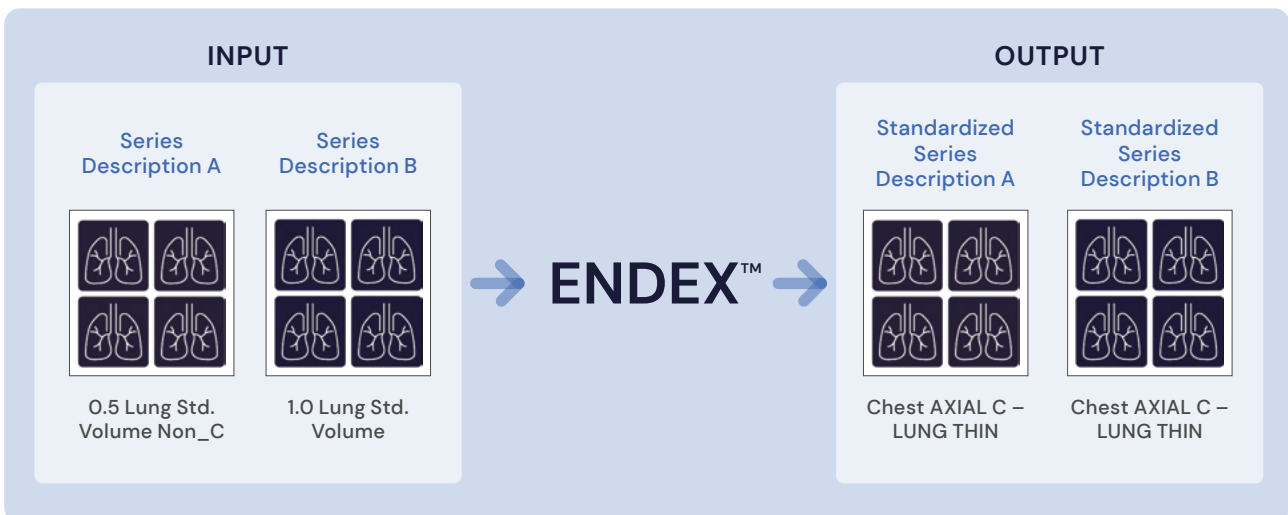 INPUT
Series
Description A
Series
Description B
0.5 Lung Std.
Volume Non_C
1.0 Lung Std.
Volume
ENDEX™
OUTPUT
Standardized
Series
Description A
Standardized
Series
Description B
Chest AXIAL C –
LUNG THIN
Chest AXIAL C –
LUNG THIN